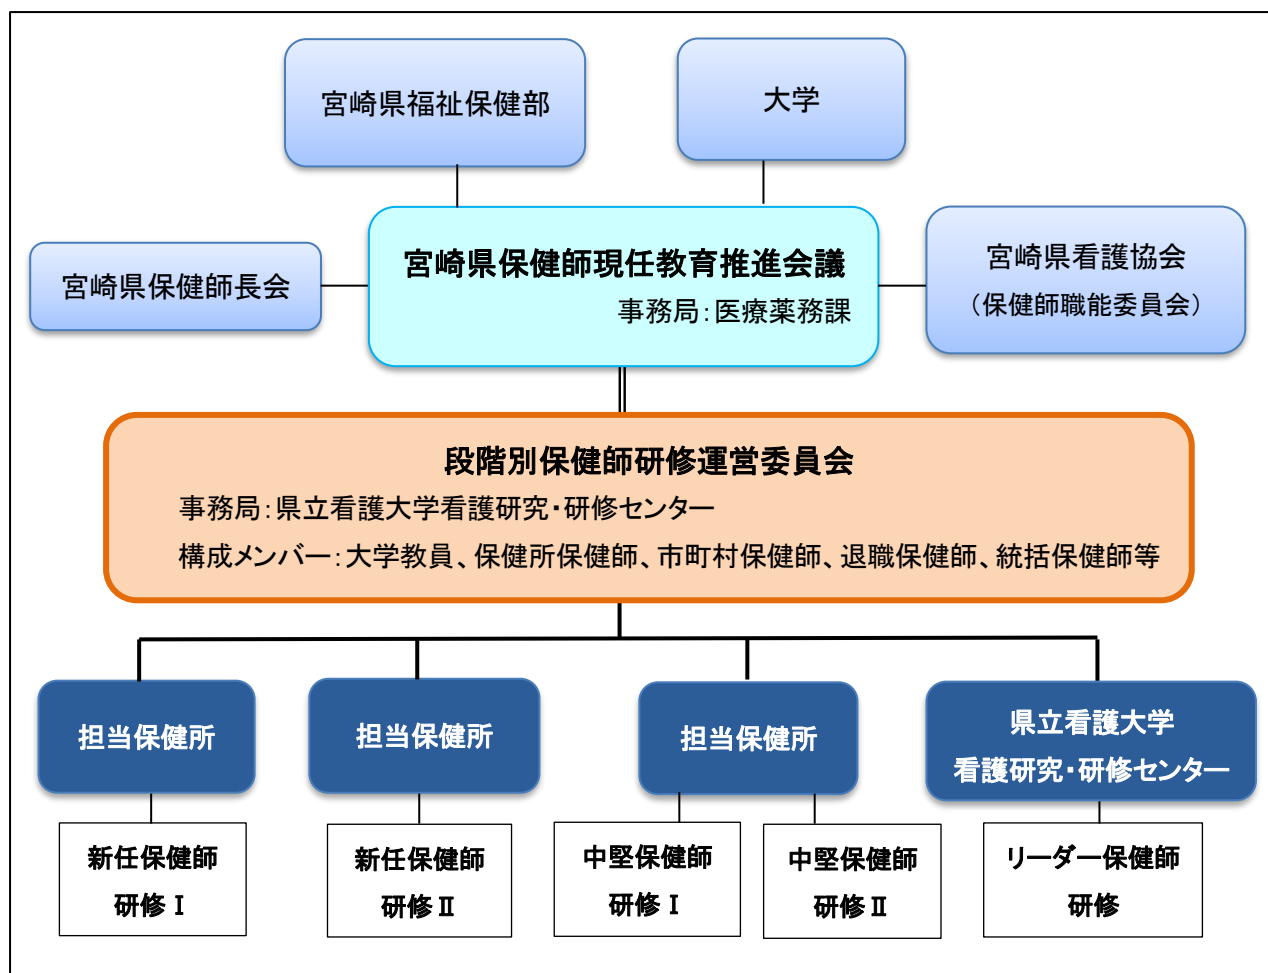 宮崎県福祉保健部
大学
宮崎県保健師長会
宮崎県保健師現任教育推進会議
事務局：医療薬務課
宮崎県看護協会
（保健師職能委員会）
段階別保健師研修運営委員会
事務局：県立看護大学看護研究・研修センター
構成メンバー：大学教員、保健所保健師、市町村保健師、退職保健師、統括保健師等
担当保健所
担当保健所
担当保健所
県立看護大学
看護研究・研修センター
新任保健師
研修Ⅰ
新任保健師
研修Ⅱ
中堅保健師
研修Ⅰ
中堅保健師
研修Ⅱ
リーダー保健師
研修